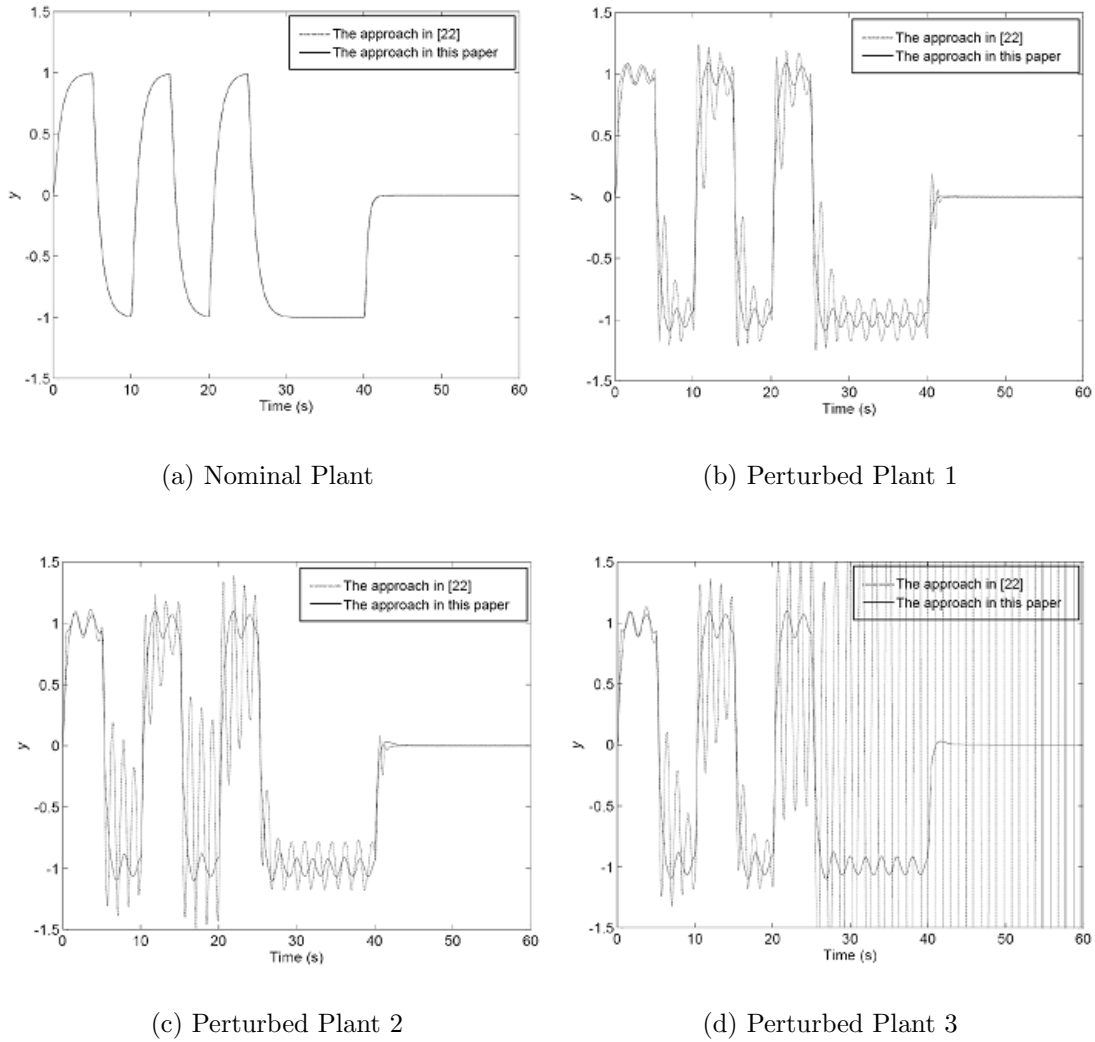 1.5
The approach in [22]
The approach in this paper
1
0.5
y
0
-0.5
-1
-1.5
0 10 20 30 40 50 60
Time (s)
(a) Nominal Plant
1.5
The approach in [22]
The approach in this paper
1
0.5
y
0
-0.5
-1
-1.5
0 10 20 30 40 50 60
Time (s)
(b) Perturbed Plant 1
1.5
The approach in [22]
The approach in this paper
1
0.5
y
0
-0.5
-1
-1.5
0 10 20 30 40 50 60
Time (s)
(c) Perturbed Plant 2
1.5
The approach in [22]
The approach in this paper
1
0.5
y
0
-0.5
-1
-1.5
0 10 20 30 40 50 60
Time (s)
(d) Perturbed Plant 3